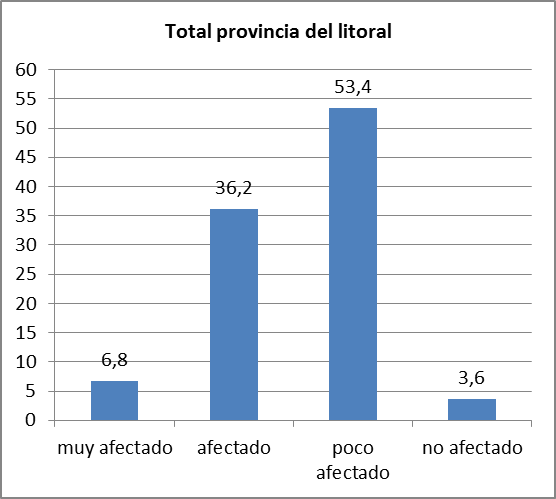 Total provincia del litoral
60
55
50
45
40
35
30
25
20
15
10
5
0
6,8
36,2
53,4
3,6
muy afectado
afectado
poco
afectado
no afectado